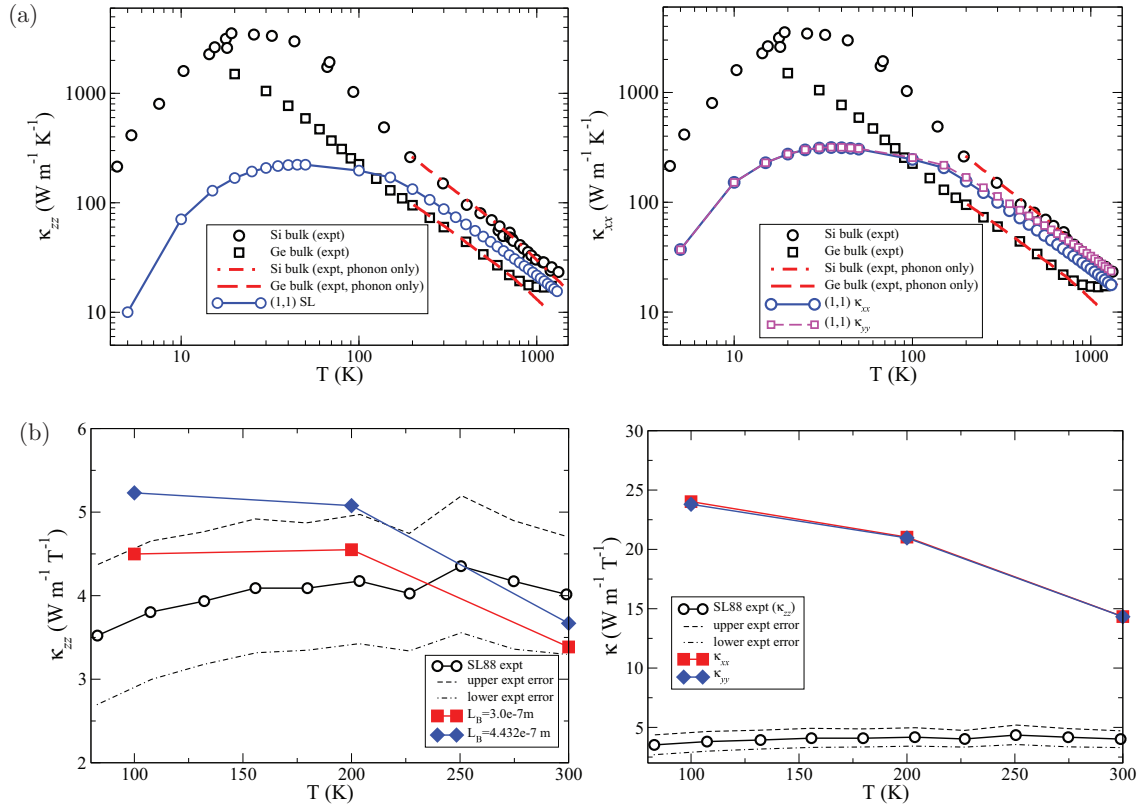 (a)
κzz (W m⁻¹ K⁻¹)
1000
100
10
Si bulk (expt)
Ge bulk (expt)
Si bulk (expt, phonon only)
Ge bulk (expt, phonon only)
(1,1) SL
10
100
1000
T (K)
κxx (W m⁻¹ K⁻¹)
1000
100
10
Si bulk (expt)
Ge bulk (expt)
Si bulk (expt, phonon only)
Ge bulk (expt, phonon only)
(1,1) κxx
(1,1) κyy
10
100
1000
T (K)
(b)
κzz (W m⁻¹ T⁻¹)
6
5
4
3
2
SL88 expt
upper expt error
lower expt error
L_B=3.0e-7m
L_B=4.432e-7 m
100
150
200
250
300
T (K)
κ (W m⁻¹ T⁻¹)
30
25
20
15
10
5
SL88 expt (κzz)
upper expt error
lower expt error
κxx
κyy
100
150
200
250
300
T (K)